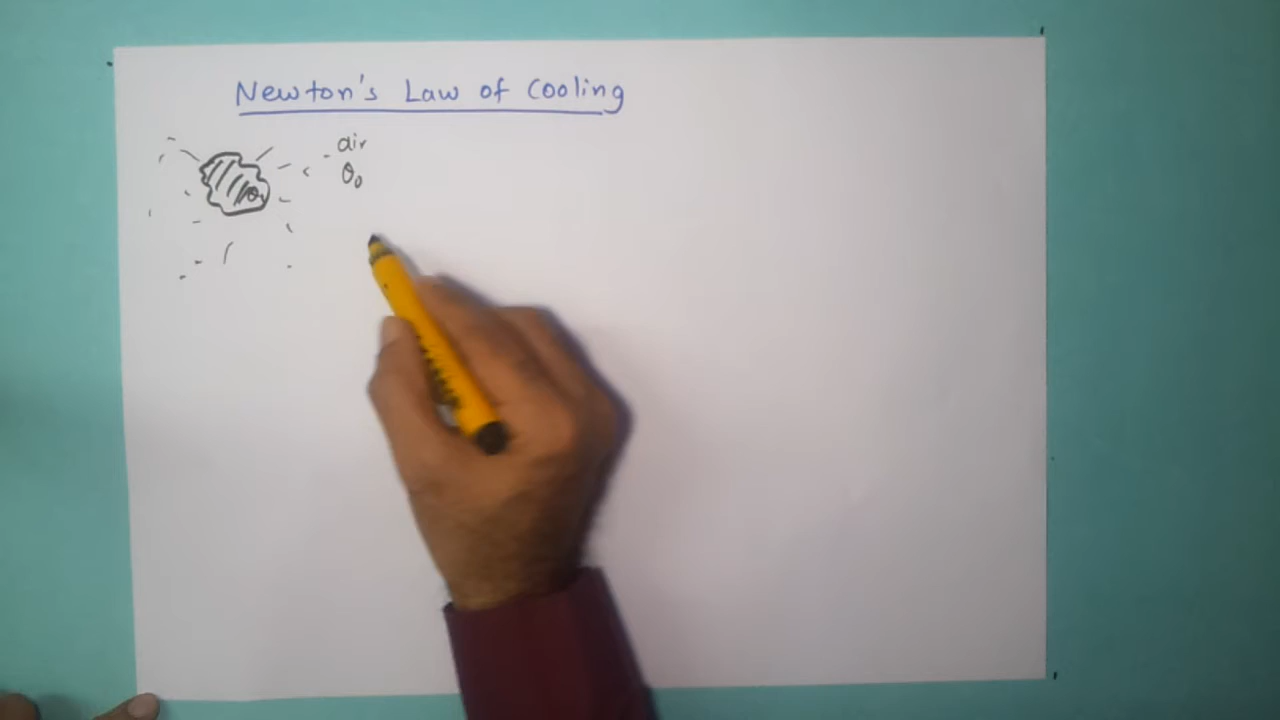 Newton's Law of Cooling
air
θ₀
θ